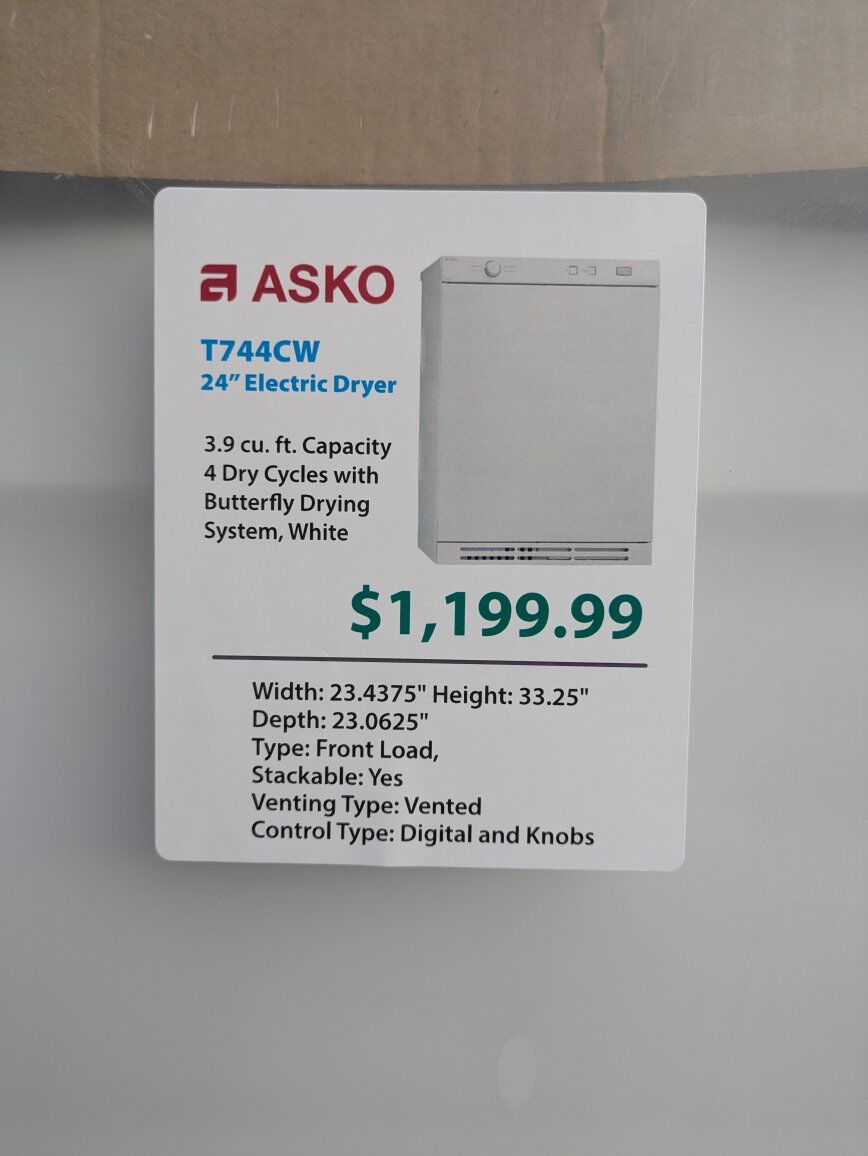 ASKO
T744CW
24" Electric Dryer
3.9 cu. ft. Capacity
4 Dry Cycles with
Butterfly Drying
System, White
$1,199.99
Width: 23.4375" Height: 33.25"
Depth: 23.0625"
Type: Front Load,
Stackable: Yes
Venting Type: Vented
Control Type: Digital and Knobs